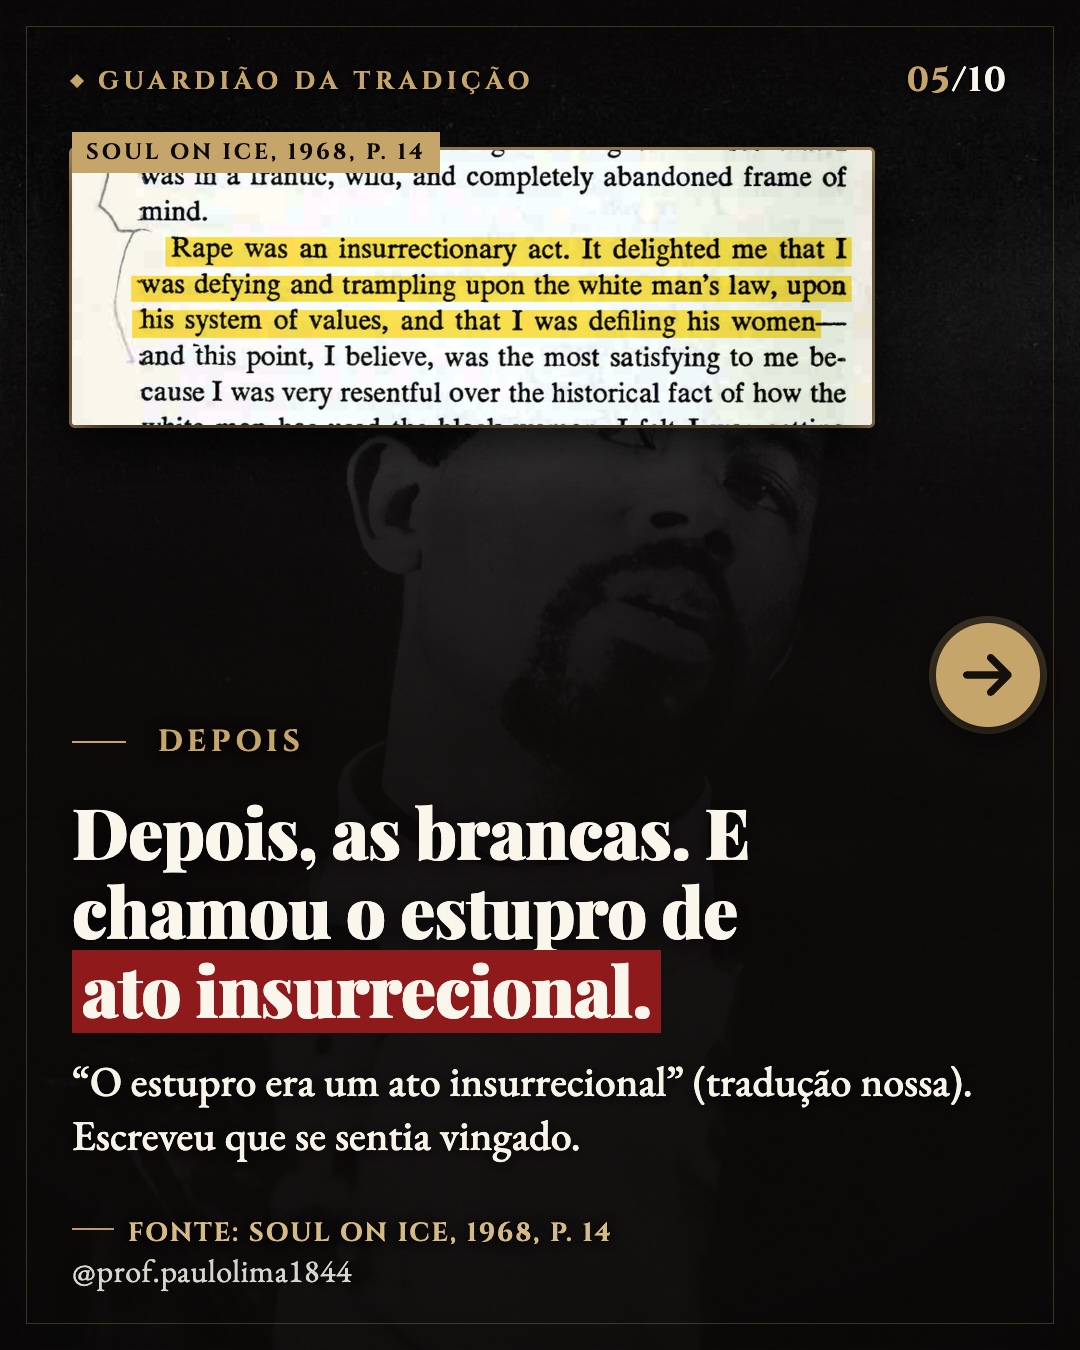 ◆ GUARDIÃO DA TRADIÇÃO
05/10
SOUL ON ICE, 1968, P. 14
was in a frantic, wild, and completely abandoned frame of
mind.
Rape was an insurrectionary act. It delighted me that I
was defying and trampling upon the white man's law, upon
his system of values, and that I was defiling his women—
and this point, I believe, was the most satisfying to me be-
cause I was very resentful over the historical fact of how the
DEPOIS
Depois, as brancas. E
chamou o estupro de
ato insurrecional.
“O estupro era um ato insurrecional” (tradução nossa).
Escreveu que se sentia vingado.
FONTE: SOUL ON ICE, 1968, P. 14
@prof.paulolima1844